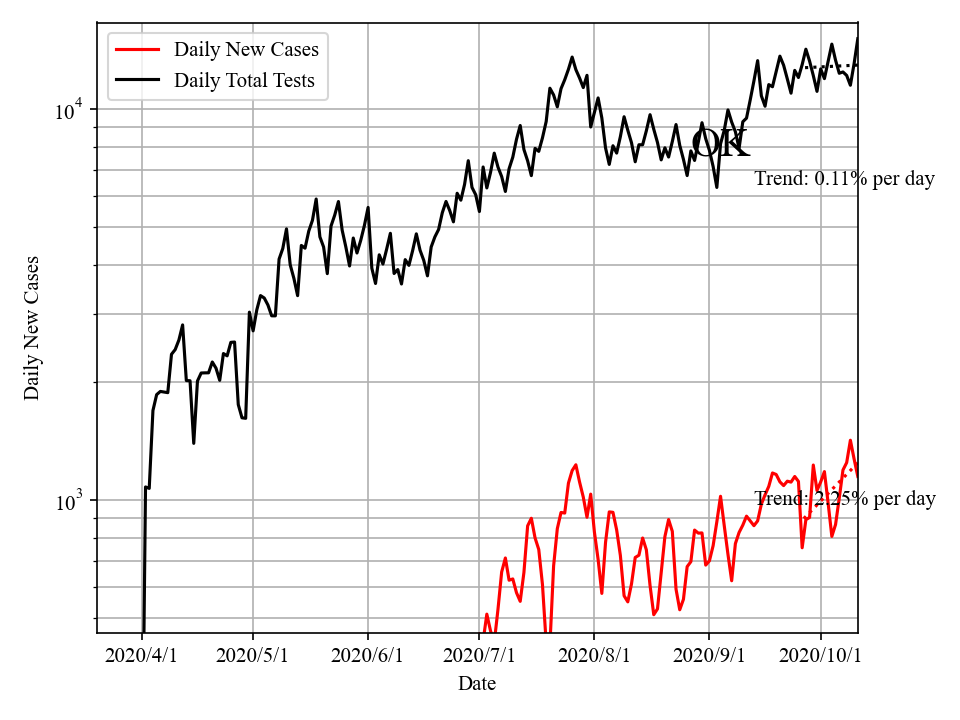 Daily New Cases
Daily Total Tests
10^4
OK
Trend: 0.11% per day
Daily New Cases
10^3
Trend: 2.25% per day
2020/4/1
2020/5/1
2020/6/1
2020/7/1
2020/8/1
2020/9/1
2020/10/1
Date